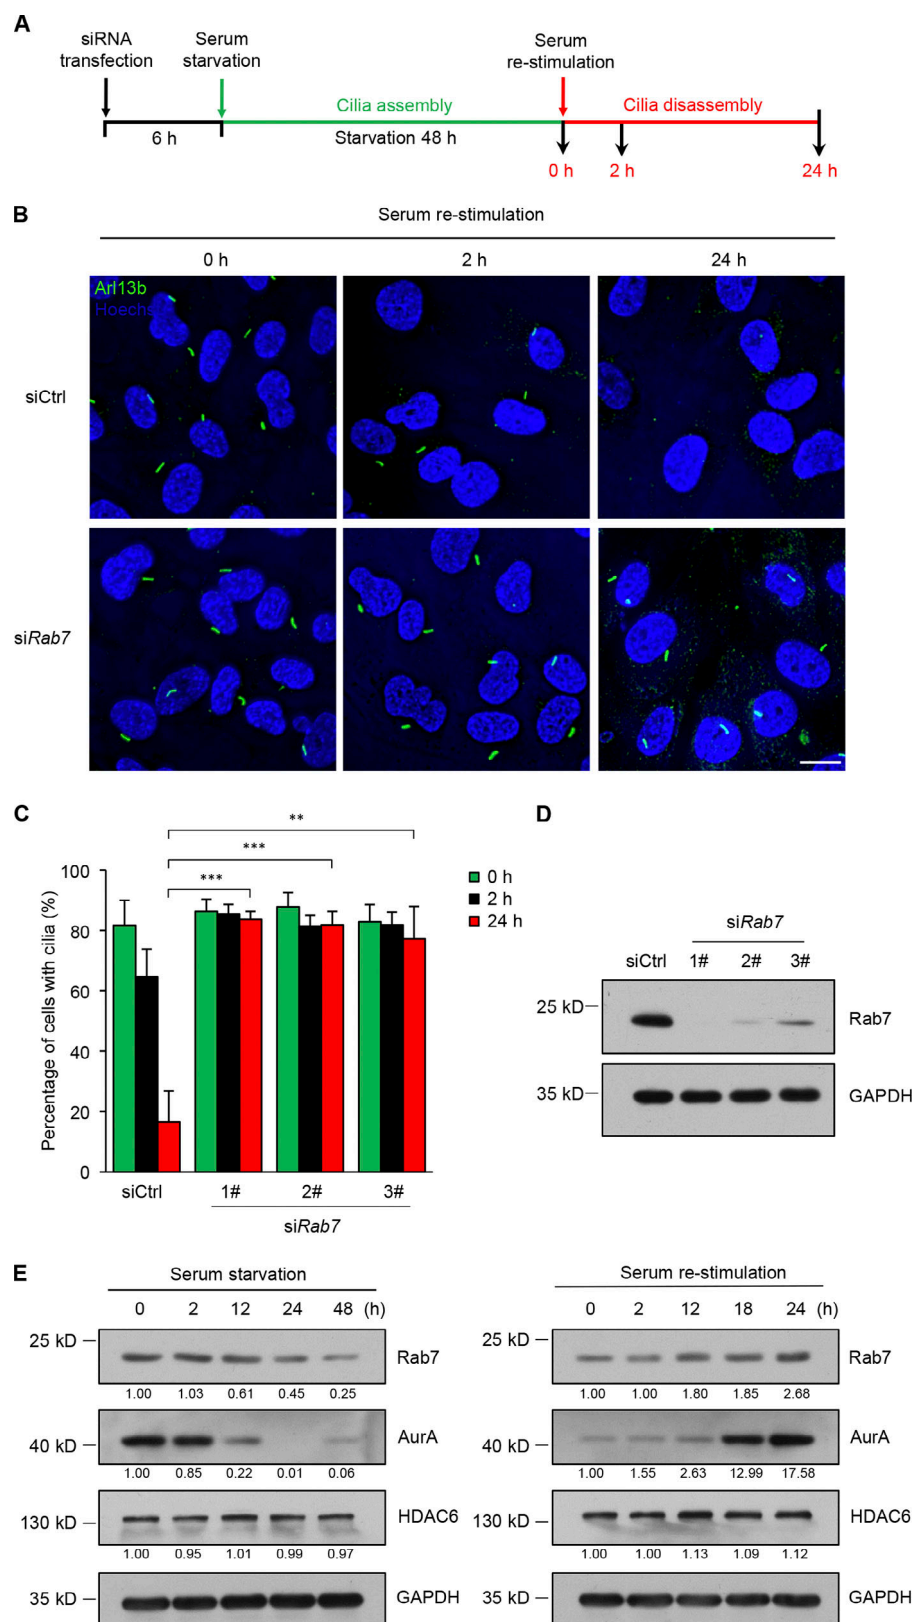 A
siRNA transfection
Serum starvation
Serum re-stimulation
Cilia assembly
Cilia disassembly
6 h
Starvation 48 h
0 h
2 h
24 h
B
Serum re-stimulation
0 h
2 h
24 h
Arl13b
Hoechs
siCtrl
siRab7
C
**
***
***
Percentage of cells with cilia (%)
100
80
60
40
20
0
0 h
2 h
24 h
siCtrl
1#
2#
3#
siRab7
D
siRab7
siCtrl
1#
2#
3#
25 kD
Rab7
35 kD
GAPDH
E
Serum starvation
0 2 12 24 48 (h)
25 kD
Rab7
1.00 1.03 0.61 0.45 0.25
40 kD
AurA
1.00 0.85 0.22 0.01 0.06
130 kD
HDAC6
1.00 0.95 1.01 0.99 0.97
35 kD
GAPDH
Serum re-stimulation
0 2 12 18 24 (h)
25 kD
Rab7
1.00 1.00 1.80 1.85 2.68
40 kD
AurA
1.00 1.55 2.63 12.99 17.58
130 kD
HDAC6
1.00 1.00 1.13 1.09 1.12
35 kD
GAPDH